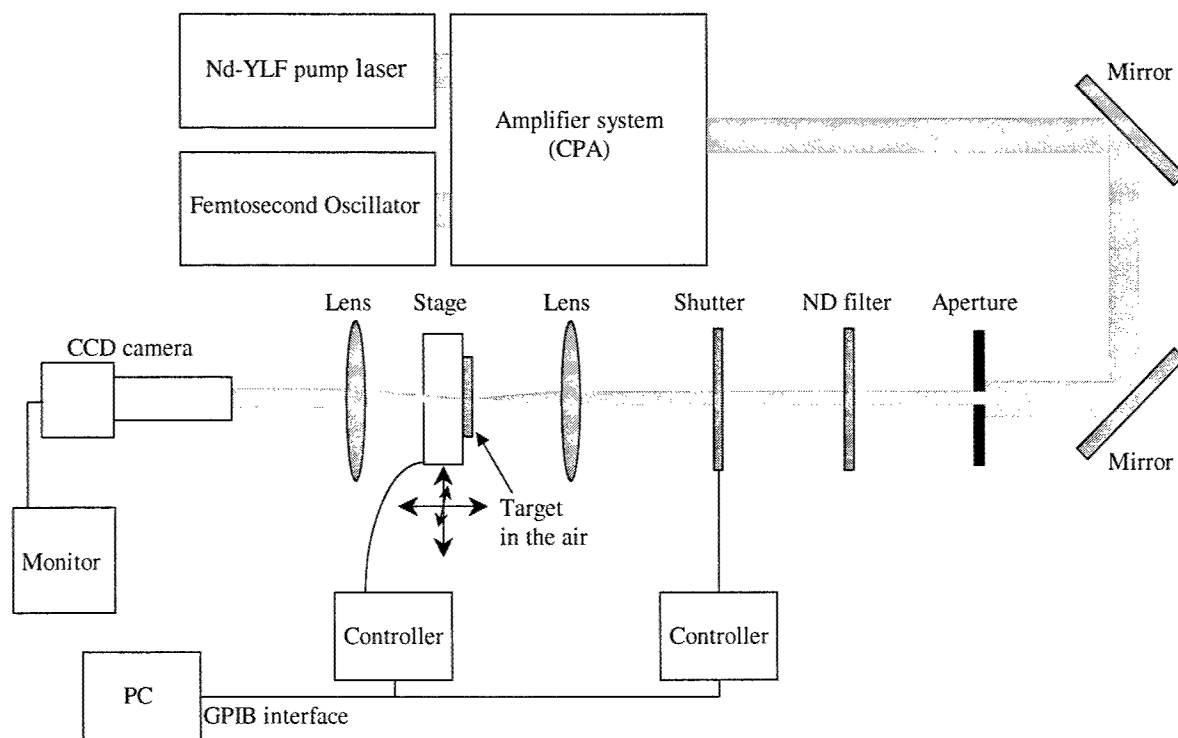 Nd-YLF pump laser
Femtosecond Oscillator
Amplifier system
(CPA)
Mirror
Lens
Stage
Lens
Shutter
ND filter
Aperture
CCD camera
Mirror
Target
in the air
Monitor
Controller
Controller
PC
GPIB interface